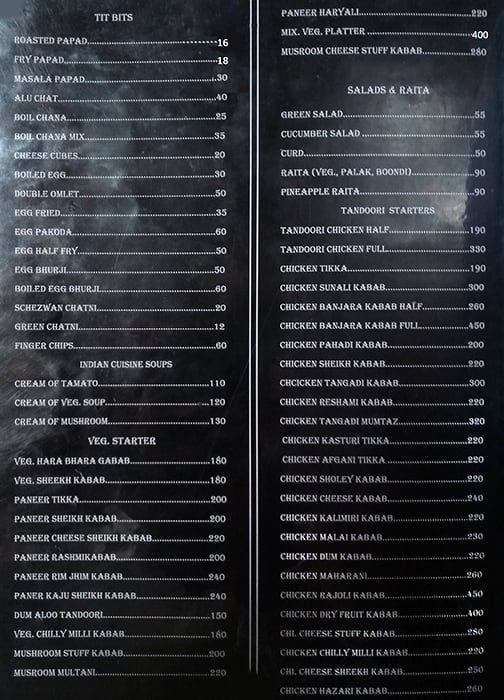 TIT BITS
ROASTED PAPAD 16
FRY PAPAD 18
MASALA PAPAD 30
ALU CHAT 40
BOIL CHANA 25
BOIL CHANA MIX 35
CHEESE CUBES 20
BOILED EGG 30
DOUBLE OMLET 50
EGG FRIED 35
EGG PAKODA 60
EGG HALF FRY 50
EGG BHURJI 50
BOILED EGG BHURJI 60
SCHEZWAN CHATNI 20
GREEN CHATNI 12
FINGER CHIPS 60
INDIAN CUISINE SOUPS
CREAM OF TAMATO 110
CREAM OF VEG. SOUP 120
CREAM OF MUSHROOM 130
VEG. STARTER
VEG. HARA BHARA GABAB 180
VEG. SHEEKH KABAB 180
PANEER TIKKA 200
PANEER SHEIKH KABAB 200
PANEER CHEESE SHEIKH KABAB 220
PANEER RASHMIKABAB 200
PANEER RIM JHIM KABAB 240
PANER KAJU SHEIKH KABAB 240
DUM ALOO TANDOORI 150
VEG. CHILLY MILLI KABAB 180
MUSHROOM STUFF KABAB 200
MUSROOM MULTANI 220
PANEER HARYALI 220
MIX. VEG. PLATTER 400
MUSROOM CHEESE STUFF KABAB 280
SALADS & RAITA
GREEN SALAD 55
CUCUMBER SALAD 55
CURD 50
RAITA (VEG., PALAK, BOONDI) 90
PINEAPPLE RAITA 90
TANDOORI STARTERS
TANDOORI CHICKEN HALF 190
TANDOORI CHICKEN FULL 330
CHICKEN TIKKA 190
CHICKEN SUNALI KABAB 300
CHICKEN BANJARA KABAB HALF 260
CHICKEN BANJARA KABAB FULL 450
CHICKEN PAHADI KABAB 200
CHICKEN SHEIKH KABAB 220
CHCICKEN TANGADI KABAB 300
CHICKEN RESHAMI KABAB 220
CHICKEN TANGADI MUMTAZ 320
CHICKEN KASTURI TIKKA 220
CHICKEN AFGANI TIKKA 220
CHICKEN SHOLEY KABAB 220
CHICKEN CHEESE KABAB 240
CHICKEN KALIMIRI KABAB 220
CHICKEN MALAI KABAB 230
CHICKEN DUM KABAB 220
CHICKEN MAHARANI 260
CHICKEN RAJOLI KABAB 450
CHICKEN DRY FRUIT KABAB 400
CHI. CHEESE STUFF KABAB 280
CHICKEN CHILLY MILLI KABAB 220
CHI. CHEESE SHEEKH KABAB 250
CHICKEN HAZARI KABAB 260